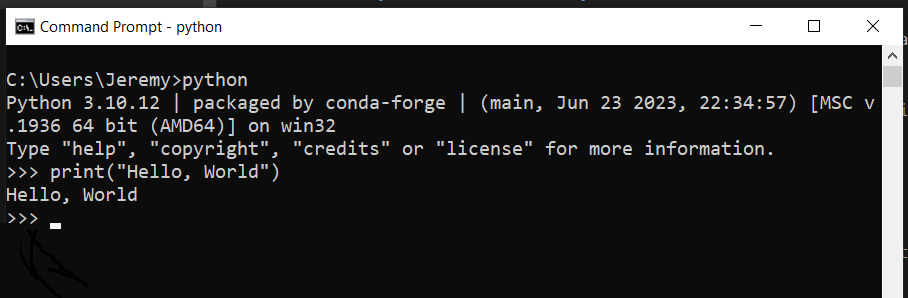 Command Prompt - python
C:\Users\Jeremy>python
Python 3.10.12 | packaged by conda-forge | (main, Jun 23 2023, 22:34:57) [MSC v
.1936 64 bit (AMD64)] on win32
Type "help", "copyright", "credits" or "license" for more information.
>>> print("Hello, World")
Hello, World
>>>